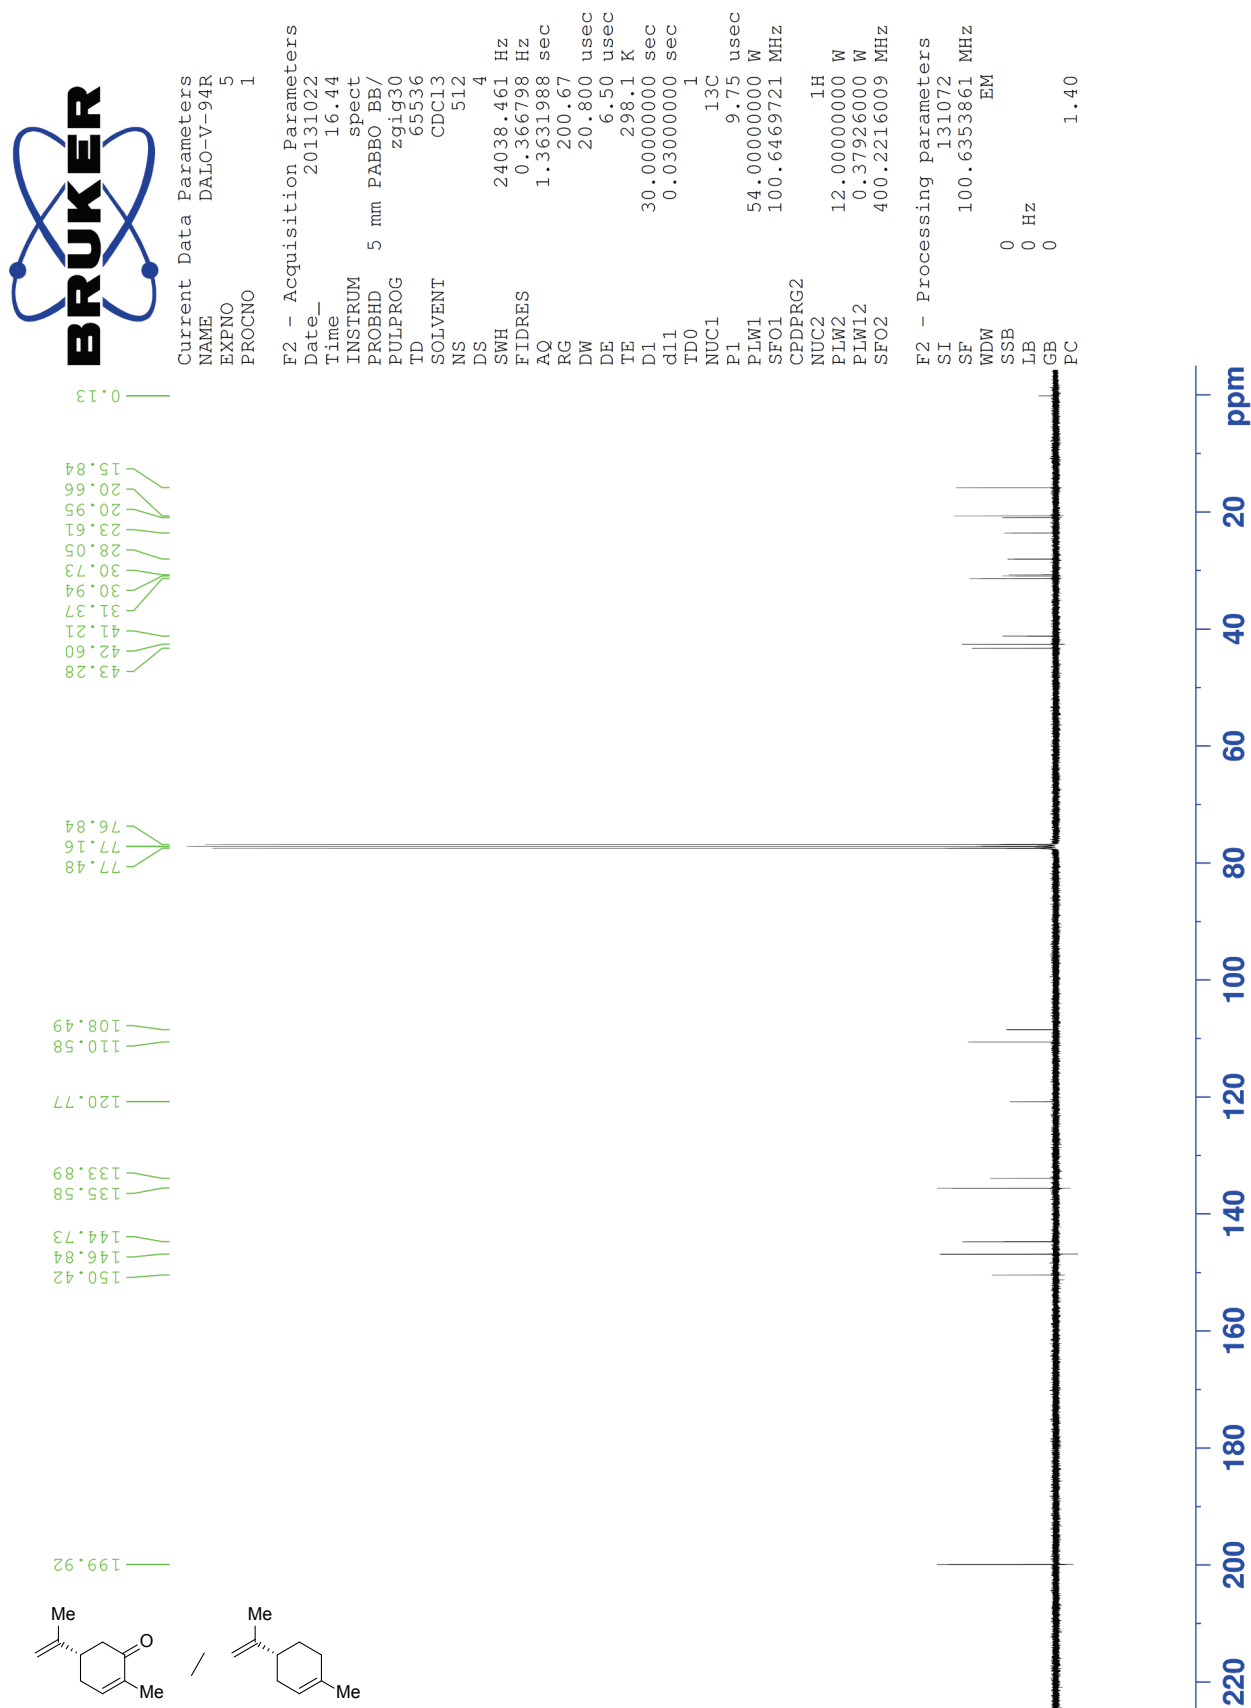 BRUKER
Current Data Parameters
NAME DALO-V-94R
EXPNO 5
PROCNO 1
F2 - Acquisition Parameters
Date_ 20131022
Time 16.44
INSTRUM spect
PROBHD 5 mm PABBO BB/
PULPROG zgig30
TD 65536
SOLVENT CDCl3
NS 512
DS 4
SWH 24038.461 Hz
FIDRES 0.366798 Hz
AQ 1.3631988 sec
RG 200.67
DW 20.800 usec
DE 6.50 usec
TE 298.1 K
D1 30.00000000 sec
d11 0.03000000 sec
TD0 1
NUC1 13C
P1 9.75 usec
PLW1 54.00000000 W
SFO1 100.6469721 MHz
CPDPRG2
NUC2 1H
PLW2 12.00000000 W
PLW12 0.37926000 W
SFO2 400.2216009 MHz
F2 - Processing parameters
SI 131072
SF 100.6353861 MHz
WDW EM
SSB 0
LB 0 Hz
GB 0
PC 1.40
0.13
15.84
20.66
20.95
23.61
28.05
30.73
30.94
31.37
41.21
42.60
43.28
76.84
77.16
77.48
108.49
110.58
120.77
133.89
135.58
144.73
146.84
150.42
199.92
ppm
20
40
60
80
100
120
140
160
180
200
220
Me
O
Me
/
Me
Me